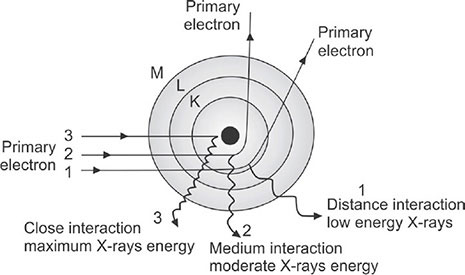 Primary
electron
Primary
electron
M
L
K
Primary
electron
3
2
1
1
Distance interaction
low energy X-rays
3
Close interaction
maximum X-rays energy
2
Medium interaction
moderate X-rays energy